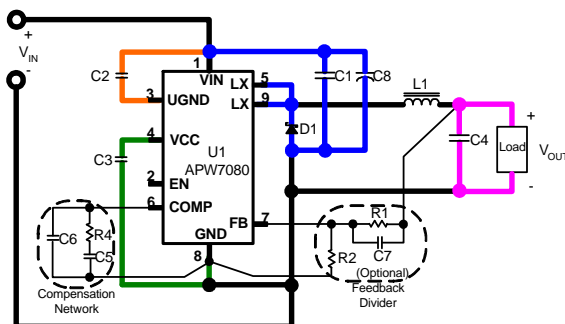 +
V_IN
-
C2
1
VIN
3
UGND
4
VCC
C3
U1
APW7080
2
EN
6
COMP
GND
8
5
LX
9
LX
FB
7
D1
C1
C8
L1
C4
Load
+
V_OUT
-
C6
R4
C5
Compensation
Network
R1
C7
R2
(Optional)
Feedback
Divider